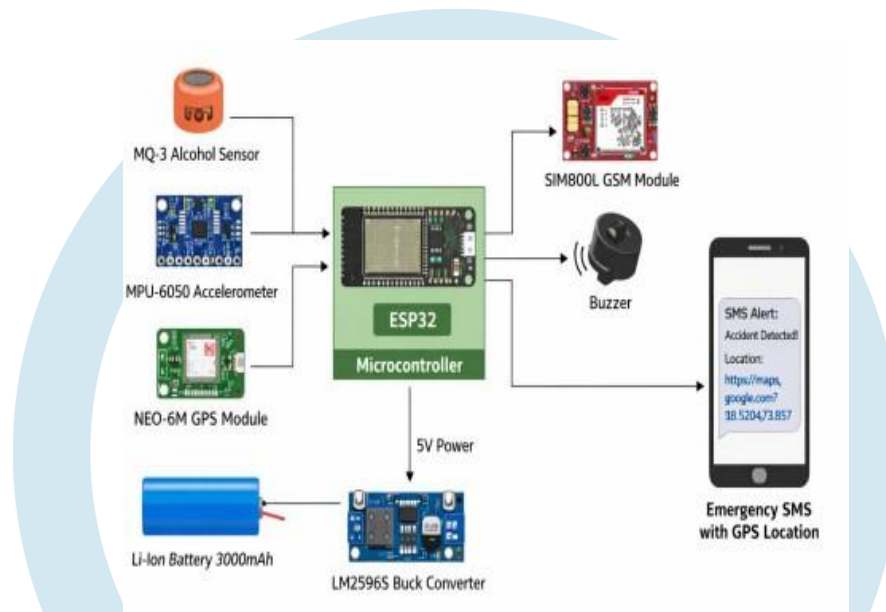 MQ-3 Alcohol Sensor
MPU-6050 Accelerometer
NEO-6M GPS Module
Li-Ion Battery 3000mAh
ESP32
Microcontroller
5V Power
LM2596S Buck Converter
SIM800L GSM Module
Buzzer
SMS Alert:
Accident Detected!
Location:
https://maps,
google.com?
18.5204,73.857
Emergency SMS
with GPS Location